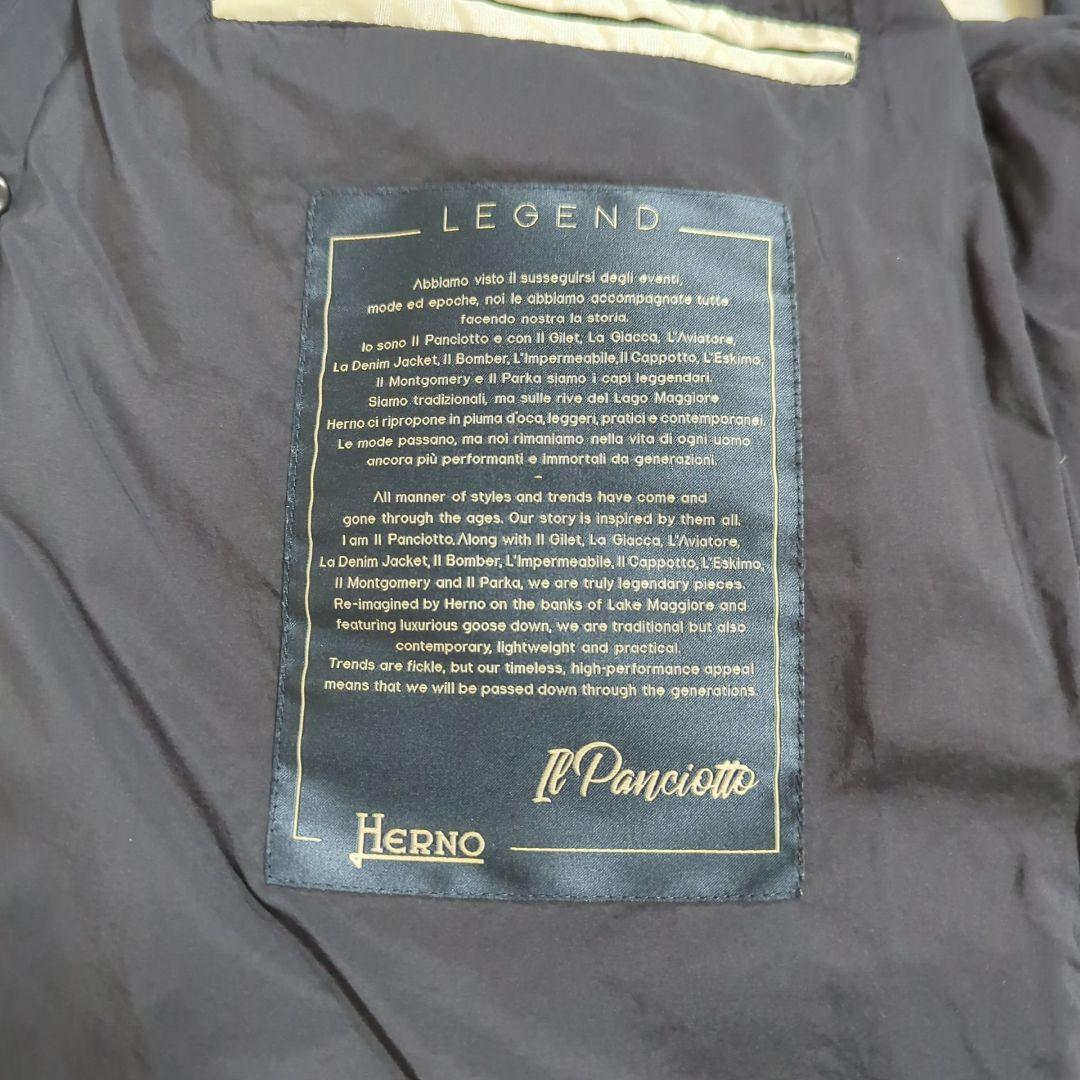 LEGEND
Abbiamo visto il susseguirsi degli eventi,
mode ed epoche, noi le abbiamo accompagnate tutte
facendo nostra la storia.
Io sono Il Panciotto e con Il Gilet, La Giacca, L'Aviatore,
La Denim Jacket, Il Bomber, L'Impermeabile, Il Cappotto, L'Eskimo,
Il Montgomery e Il Parka siamo i capi leggendari.
Siamo tradizionali, ma sulle rive del Lago Maggiore
Herno ci ripropone in piuma d'oca, leggeri, pratici e contemporanei.
Le mode passano, ma noi rimaniamo nella vita di ogni uomo
ancora più performanti e immortali da generazioni.
-
All manner of styles and trends have come and
gone through the ages. Our story is inspired by them all.
I am Il Panciotto. Along with Il Gilet, La Giacca, L'Aviatore,
La Denim Jacket, Il Bomber, L'Impermeabile, Il Cappotto, L'Eskimo,
Il Montgomery and Il Parka, we are truly legendary pieces.
Re-imagined by Herno on the banks of Lake Maggiore and
featuring luxurious goose down, we are traditional but also
contemporary, lightweight and practical.
Trends are fickle, but our timeless, high-performance appeal
means that we will be passed down through the generations.
Il Panciotto
HERNO